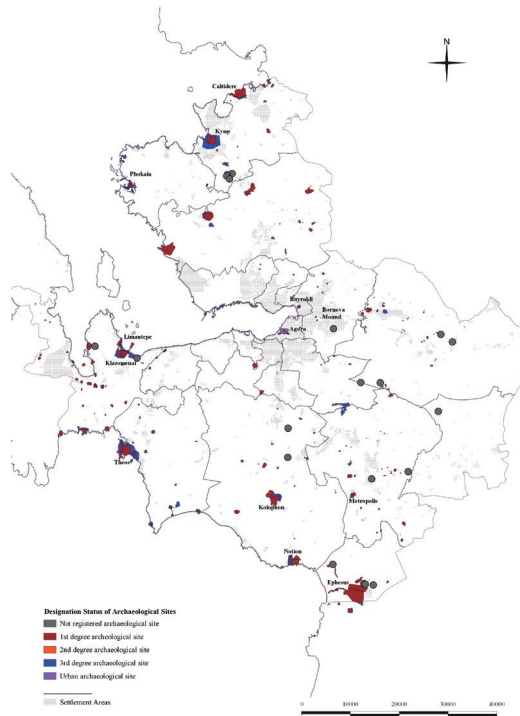 N
Caltidere
Kyme
Phokaia
Bayraklı
Bornova
Mound
Agora
Limantepe
Klazomenai
Theos
Kolophon
Metropolis
Notion
Ephesus
Designation Status of Archaeological Sites
Not registered archaeological site
1st degree archeological site
2nd degree archaeological site
3rd degree archaeological site
Urban archaeological site
Settlement Areas
0 10000 20000 30000 40000